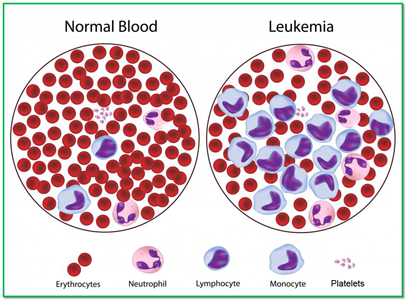 Normal Blood
Leukemia
Erythrocytes
Neutrophil
Lymphocyte
Monocyte
Platelets